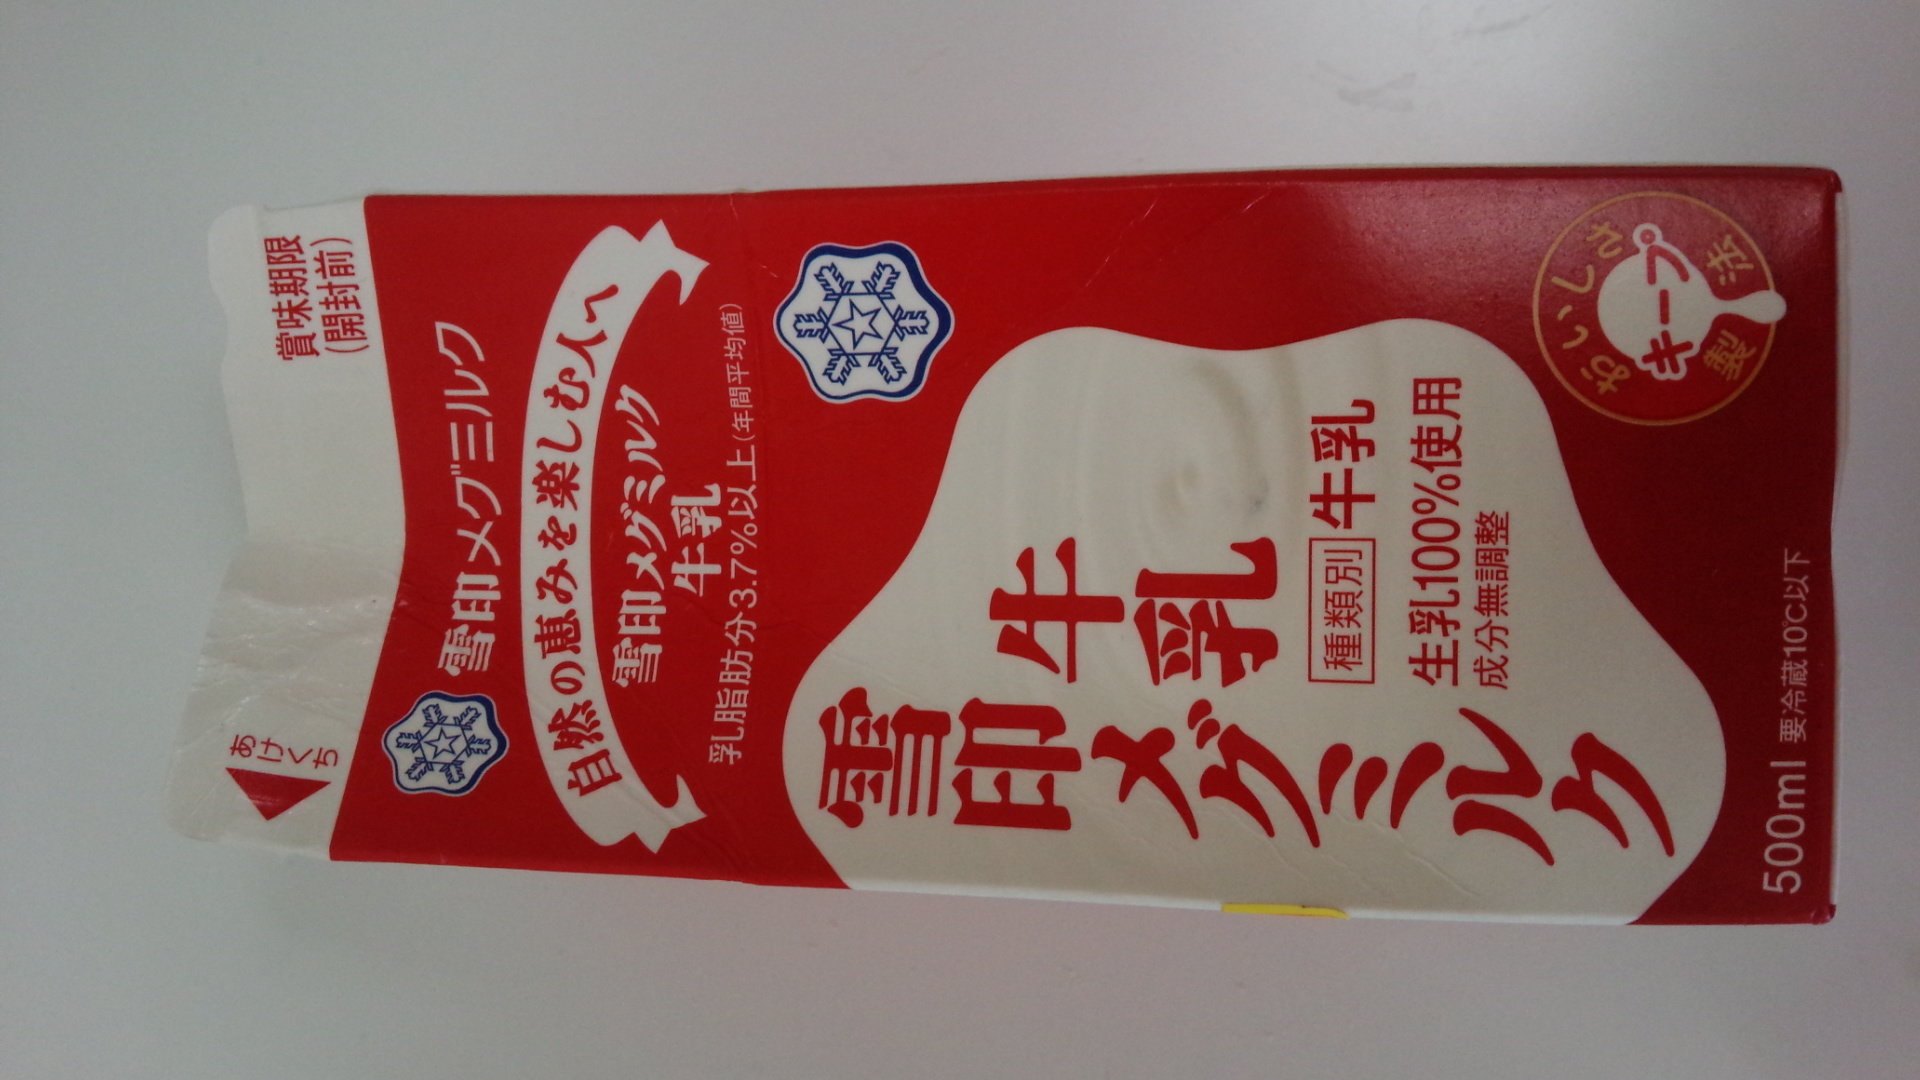 賞味期限
(開封前)
あけくち
雪印メグミルク
自然の恵みを楽しむ人へ
雪印メグミルク
牛乳
乳脂肪分3.7%以上(年間平均値)
雪印メグミルク
牛乳
種類別 牛乳
生乳100%使用
成分無調整
おいしさ
キープ
製法
500ml 要冷蔵10℃以下